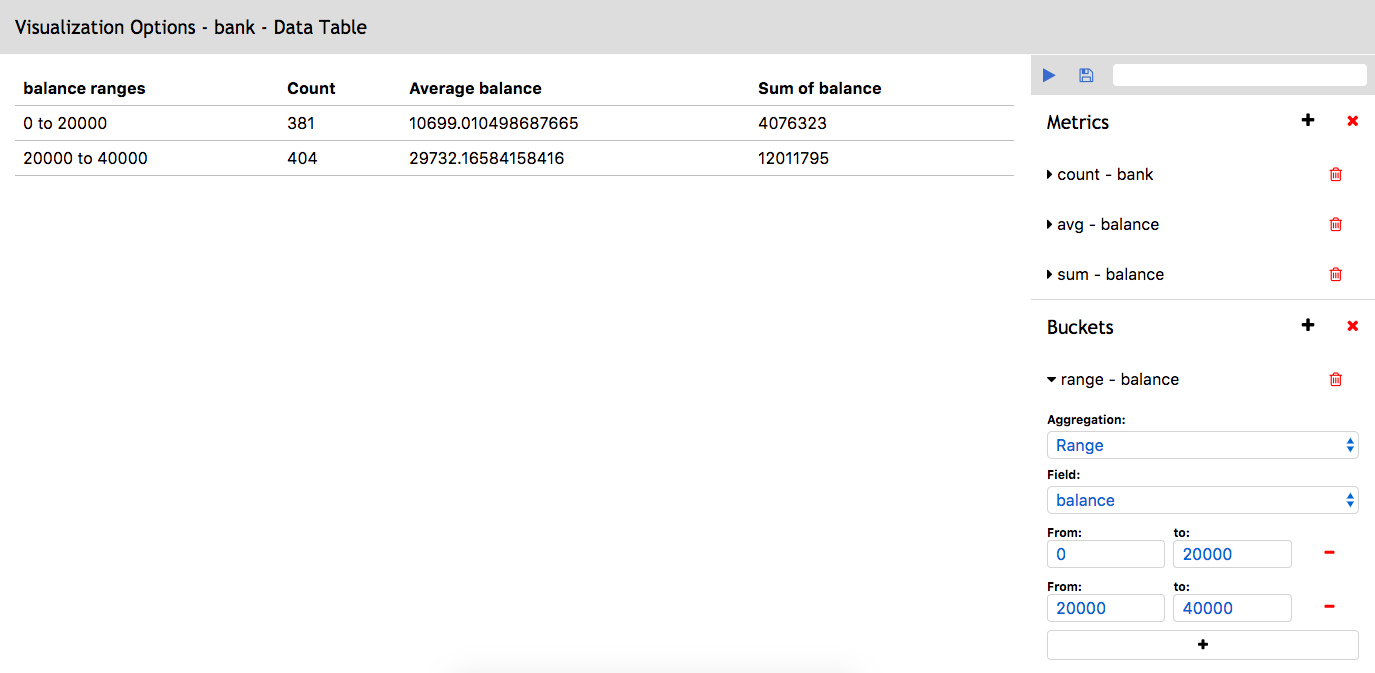 Visualization Options - bank - Data Table
balance ranges Count Average balance Sum of balance
0 to 20000 381 10699.010498687665 4076323
20000 to 40000 404 29732.16584158416 12011795
Metrics
count - bank
avg - balance
sum - balance
Buckets
range - balance
Aggregation:
Range
Field:
balance
From: to:
0 20000
From: to:
20000 40000